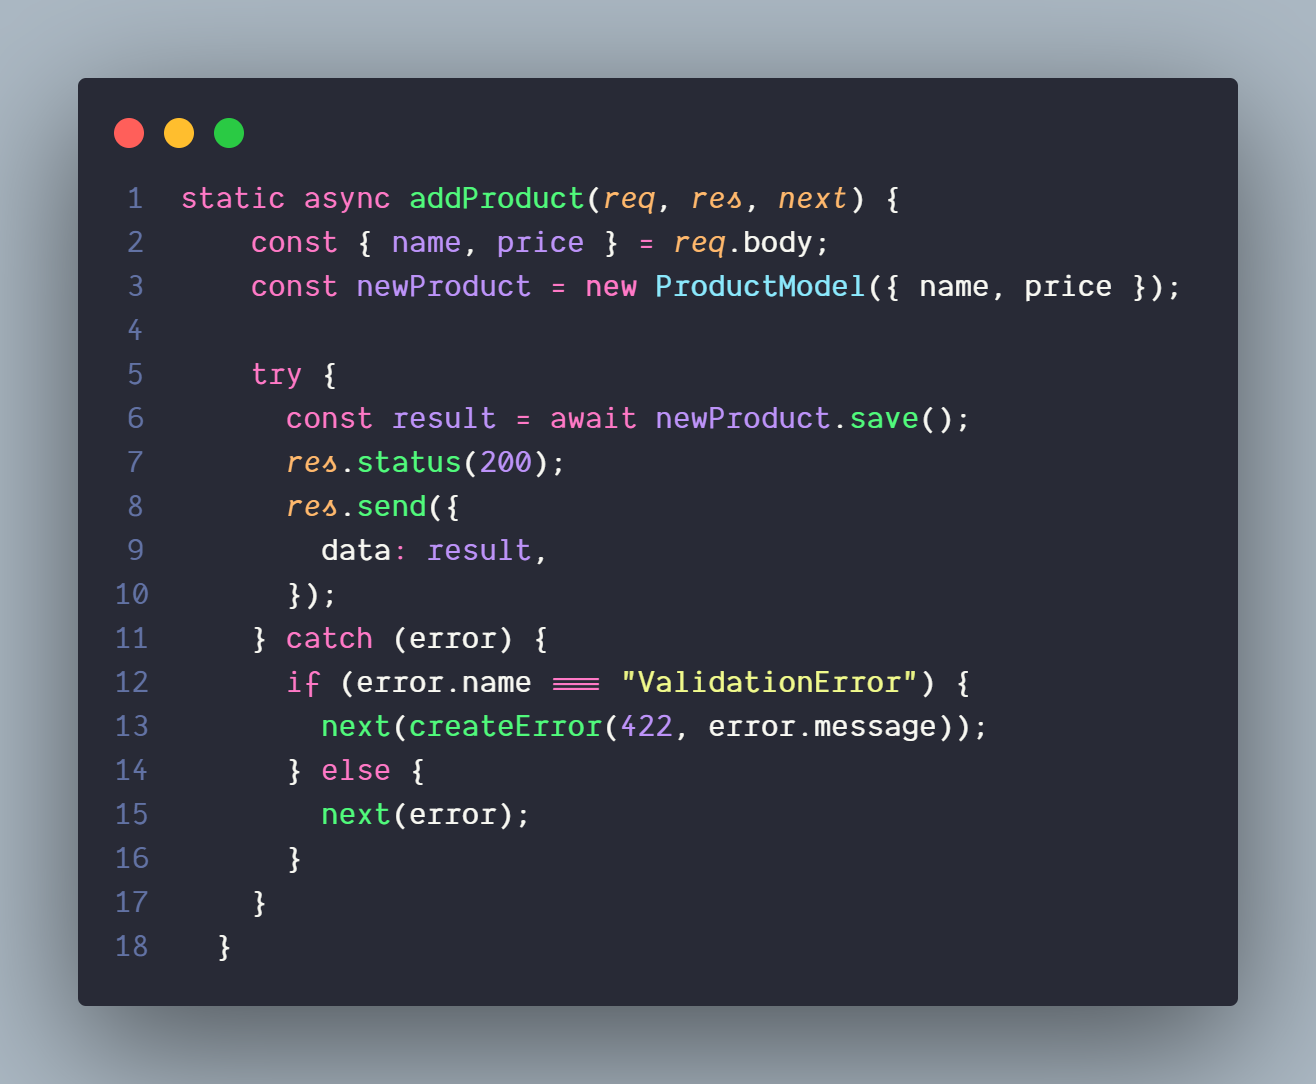 1 static async addProduct(req, res, next) {
2     const { name, price } = req.body;
3     const newProduct = new ProductModel({ name, price });
4
5     try {
6       const result = await newProduct.save();
7       res.status(200);
8       res.send({
9         data: result,
10       });
11     } catch (error) {
12       if (error.name === "ValidationError") {
13         next(createError(422, error.message));
14       } else {
15         next(error);
16       }
17     }
18   }